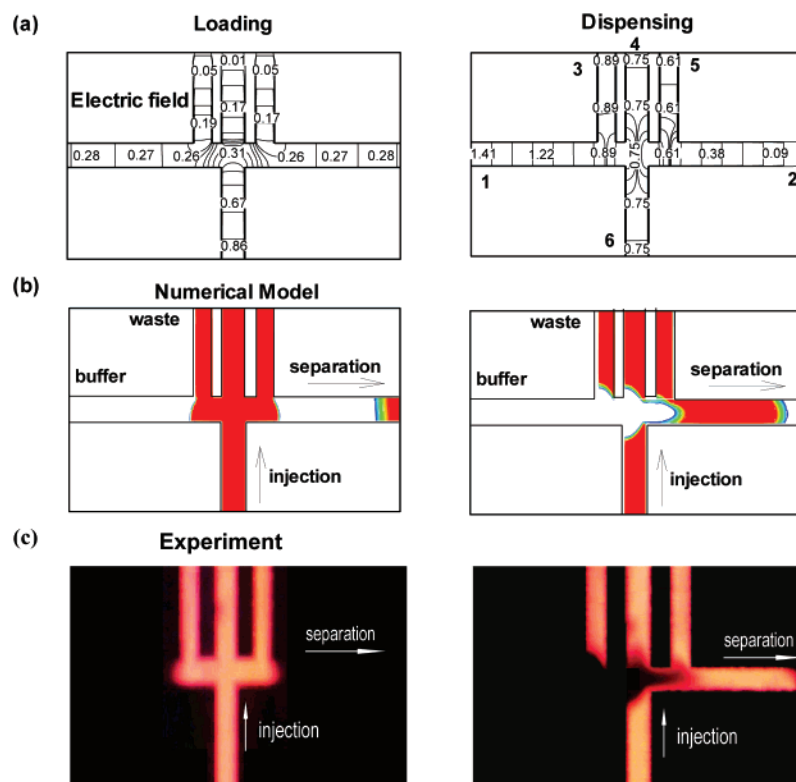 (a)
Loading
Dispensing
0.05 0.01 0.05
Electric field
0.17
0.19 0.17
0.28 0.27 0.26 0.31 0.26 0.27 0.28
0.67
0.86
4
3 5
0.89 0.75 0.61
0.89 0.75 0.61
1.41 1.22 0.89 0.75 0.61 0.38 0.09
1 2
0.75
6
0.75
(b)
Numerical Model
waste
buffer
separation
injection
waste
buffer
separation
injection
(c)
Experiment
separation
injection
separation
injection